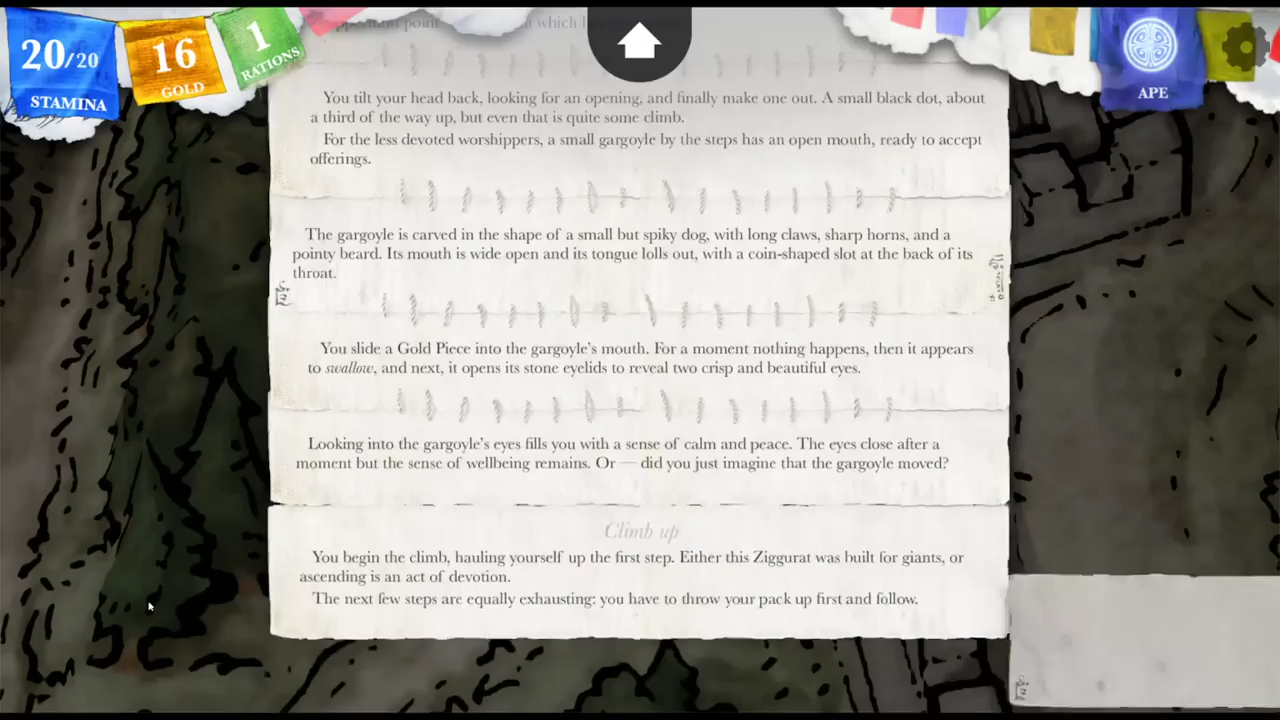 20/20
STAMINA
16
GOLD
1
RATIONS
APE
You tilt your head back, looking for an opening, and finally make one out. A small black dot, about
a third of the way up, but even that is quite some climb.
For the less devoted worshippers, a small gargoyle by the steps has an open mouth, ready to accept
offerings.
The gargoyle is carved in the shape of a small but spiky dog, with long claws, sharp horns, and a
pointy beard. Its mouth is wide open and its tongue lolls out, with a coin-shaped slot at the back of its
throat.
You slide a Gold Piece into the gargoyle's mouth. For a moment nothing happens, then it appears
to swallow, and next, it opens its stone eyelids to reveal two crisp and beautiful eyes.
Looking into the gargoyle's eyes fills you with a sense of calm and peace. The eyes close after a
moment but the sense of wellbeing remains. Or — did you just imagine that the gargoyle moved?
Climb up
You begin the climb, hauling yourself up the first step. Either this Ziggurat was built for giants, or
ascending is an act of devotion.
The next few steps are equally exhausting: you have to throw your pack up first and follow.